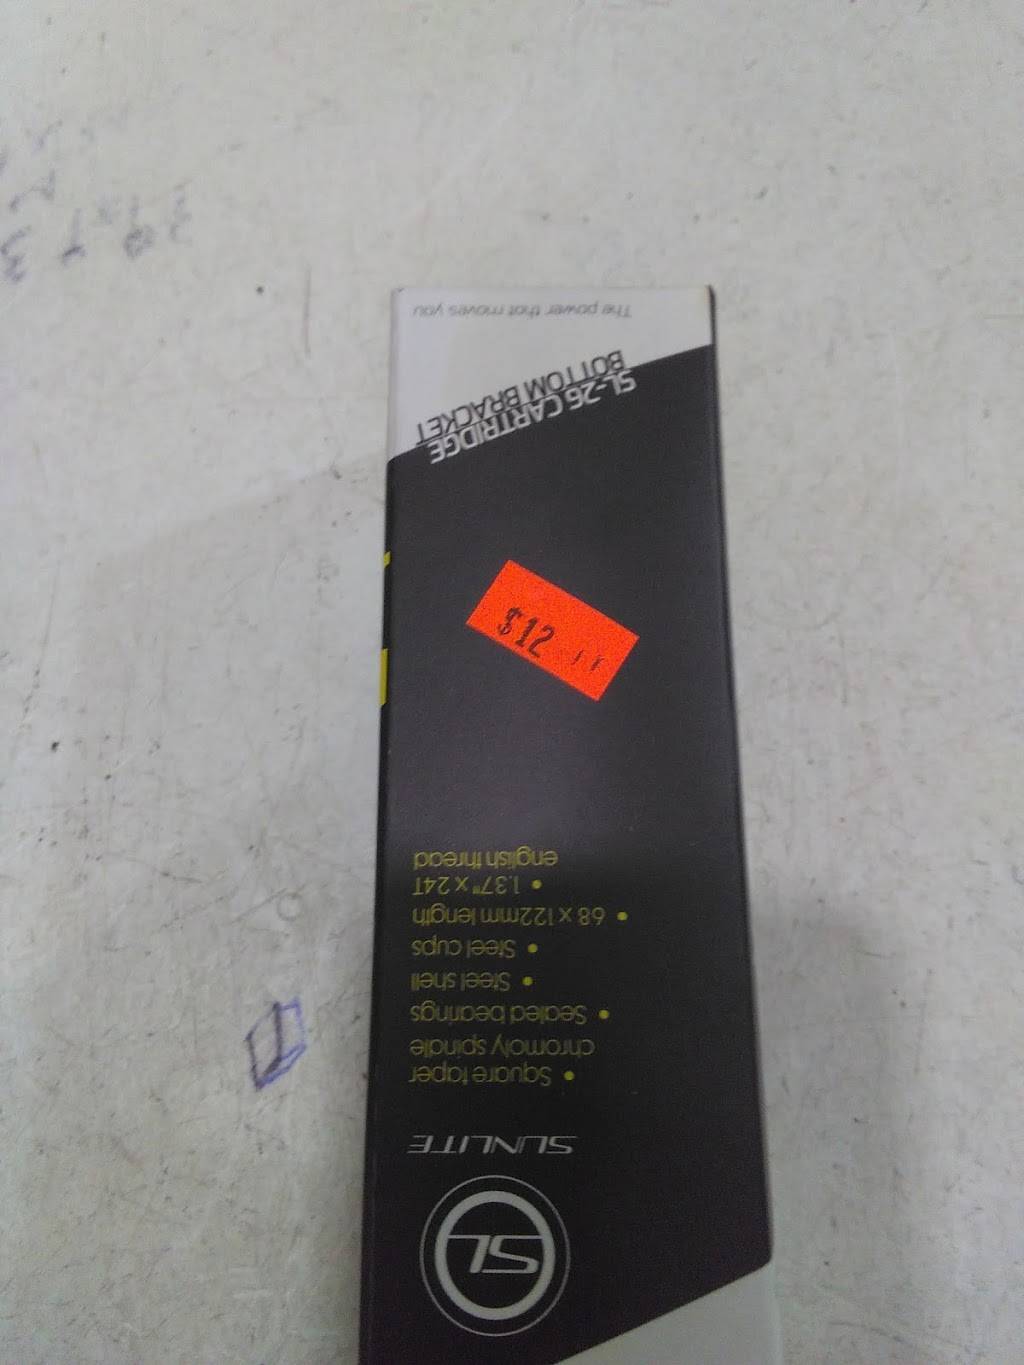 SL
SUNLITE
• Square taper
chromoly spindle
• Sealed bearings
• Steel shell
• Steel cups
• 68 x 122mm length
• 1.37" x 24T
english thread
$12
SL-26 CARTRIDGE
BOTTOM BRACKET
The power that moves you